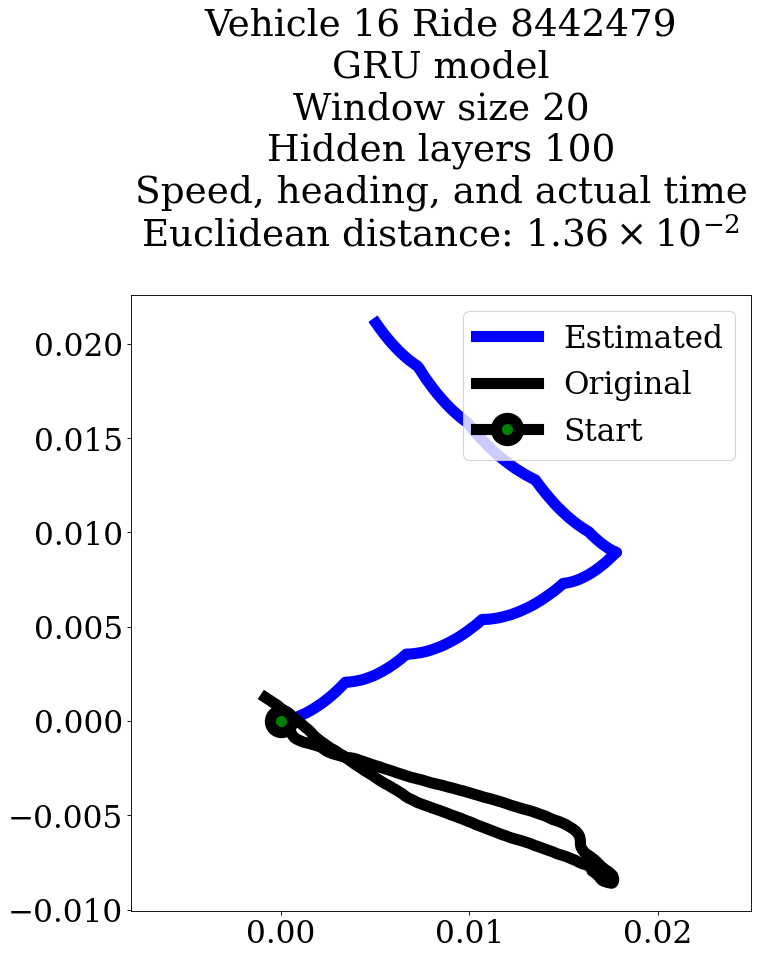 Vehicle 16 Ride 8442479
GRU model
Window size 20
Hidden layers 100
Speed, heading, and actual time
Euclidean distance: 1.36 × 10⁻²
Estimated
Original
Start
0.020
0.015
0.010
0.005
0.000
−0.005
−0.010
0.00 0.01 0.02